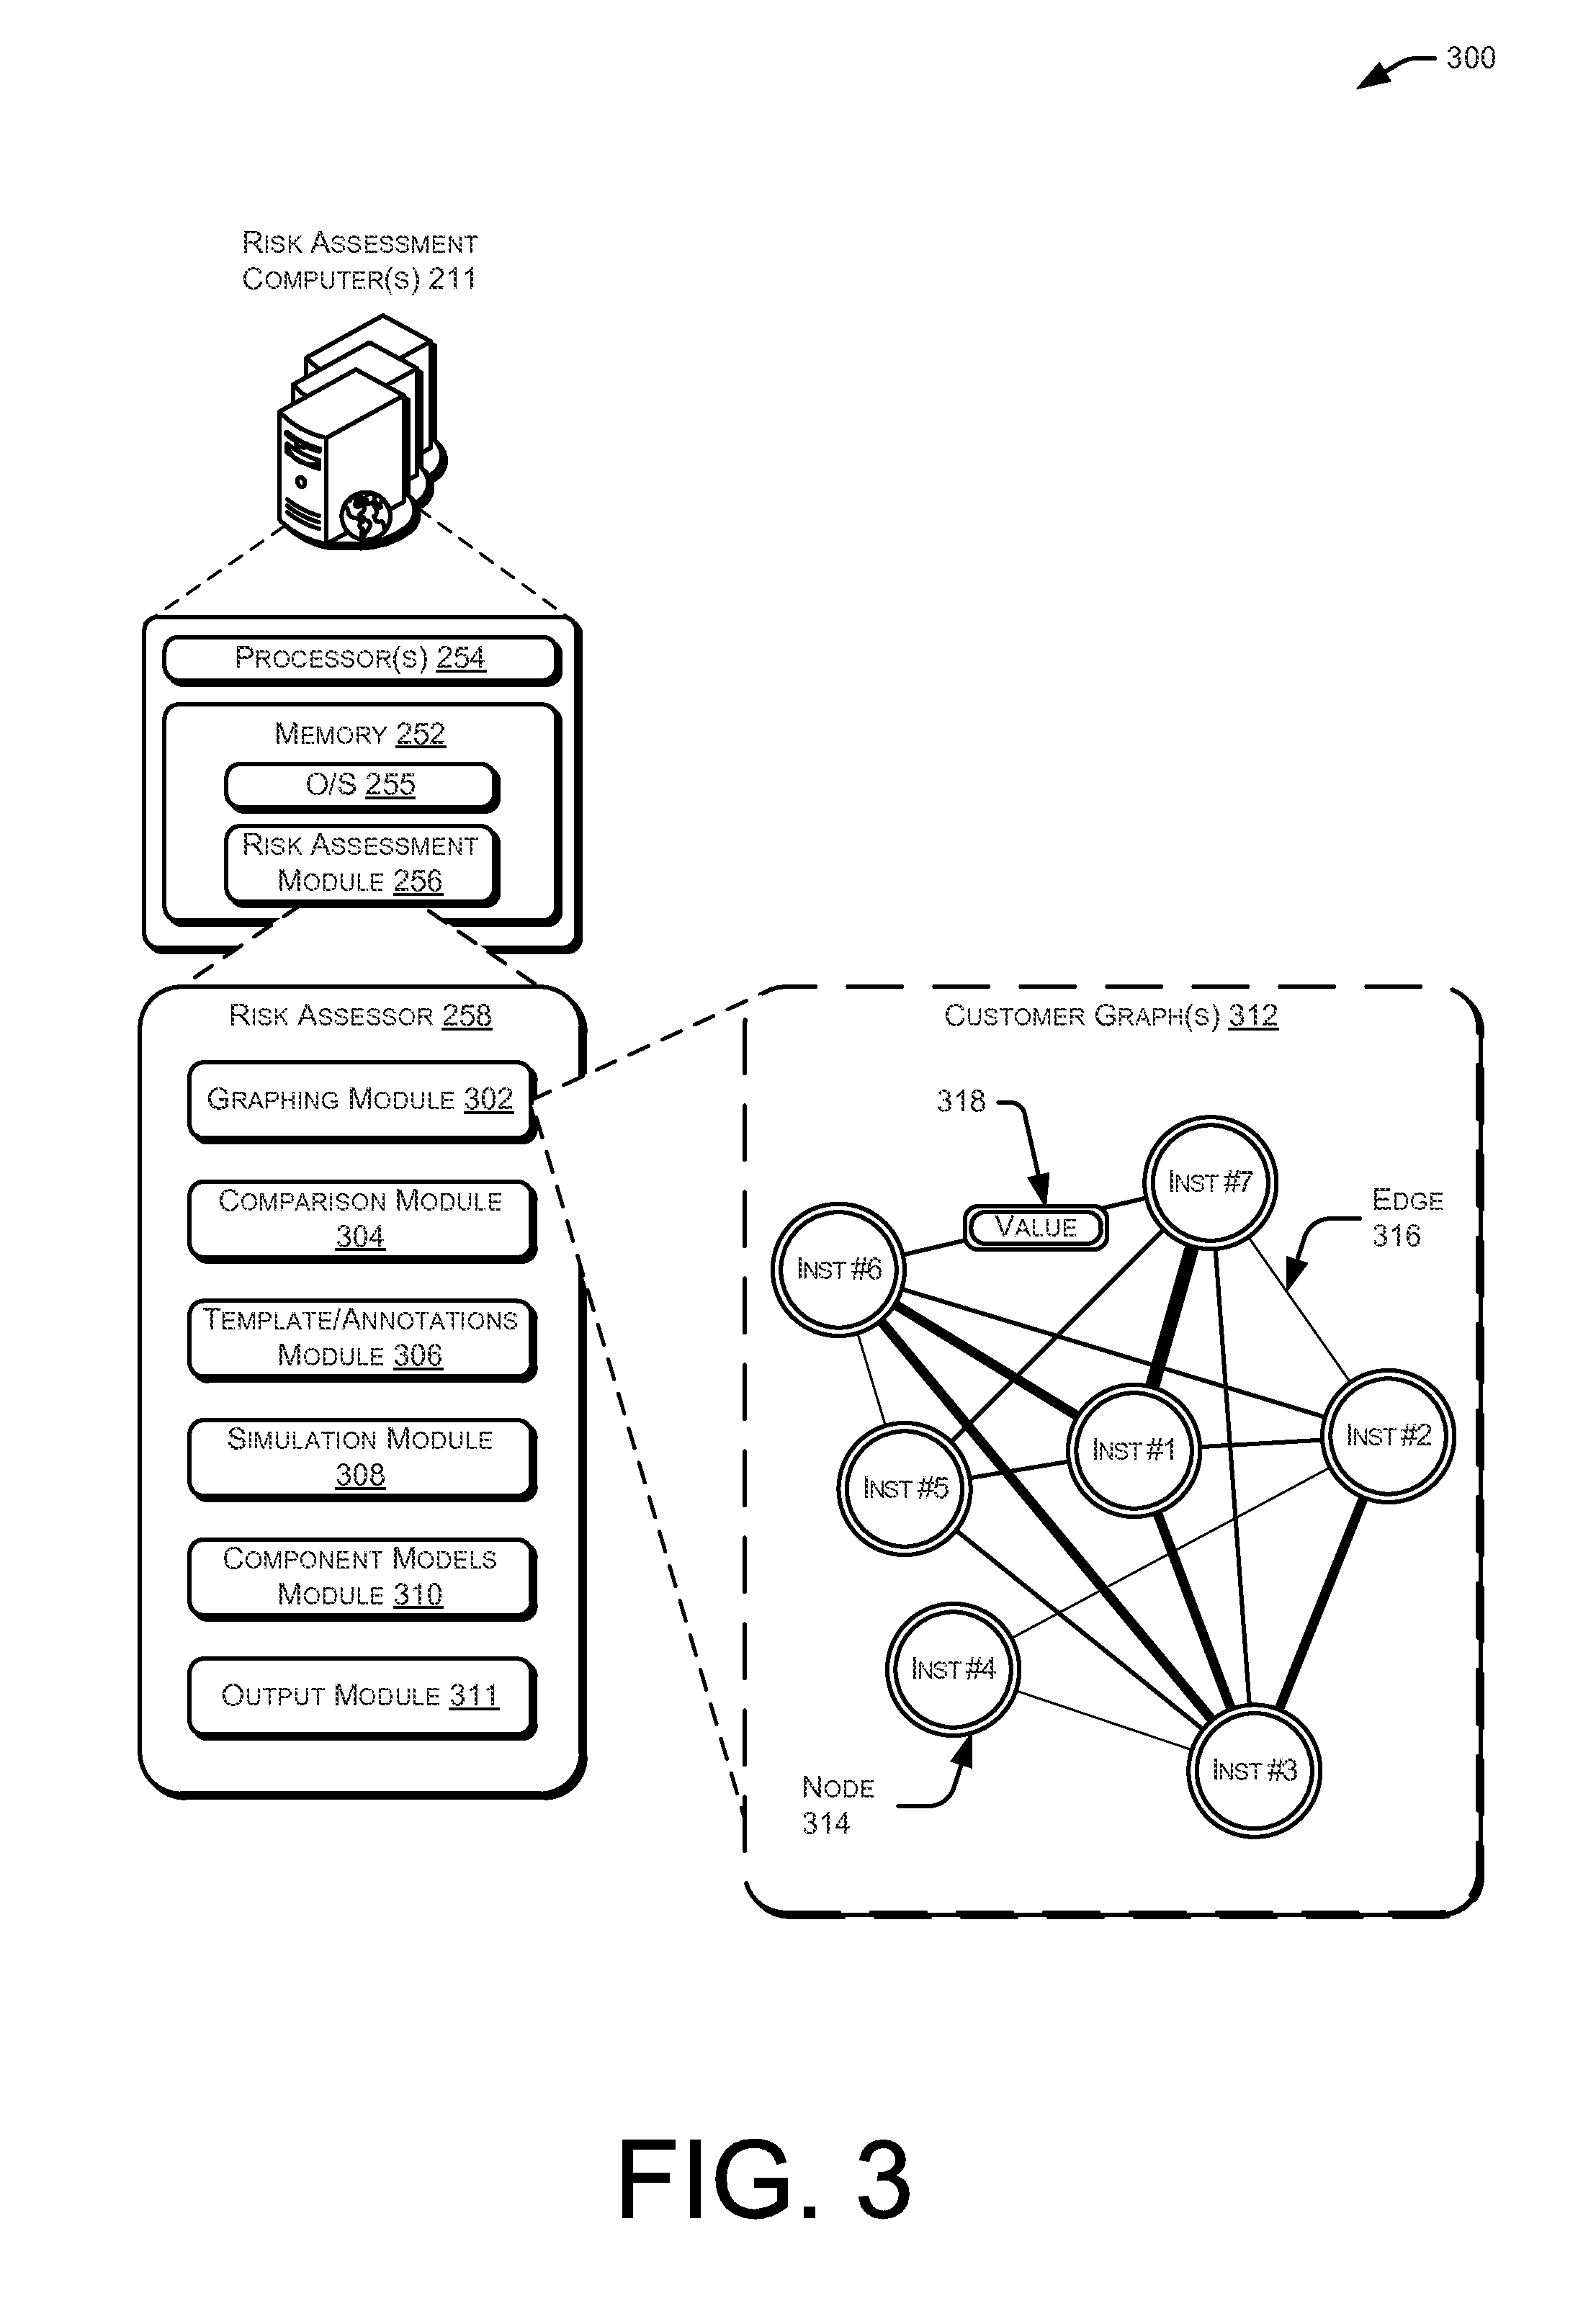 300
RISK ASSESSMENT
COMPUTER(S) 211
PROCESSOR(S) 254
MEMORY 252
O/S 255
RISK ASSESSMENT
MODULE 256
RISK ASSESSOR 258
GRAPHING MODULE 302
COMPARISON MODULE
304
TEMPLATE/ANNOTATIONS
MODULE 306
SIMULATION MODULE
308
COMPONENT MODELS
MODULE 310
OUTPUT MODULE 311
CUSTOMER GRAPH(S) 312
318
INST #7
VALUE
EDGE
316
INST #6
INST #1
INST #2
INST #5
INST #4
INST #3
NODE
314
FIG. 3